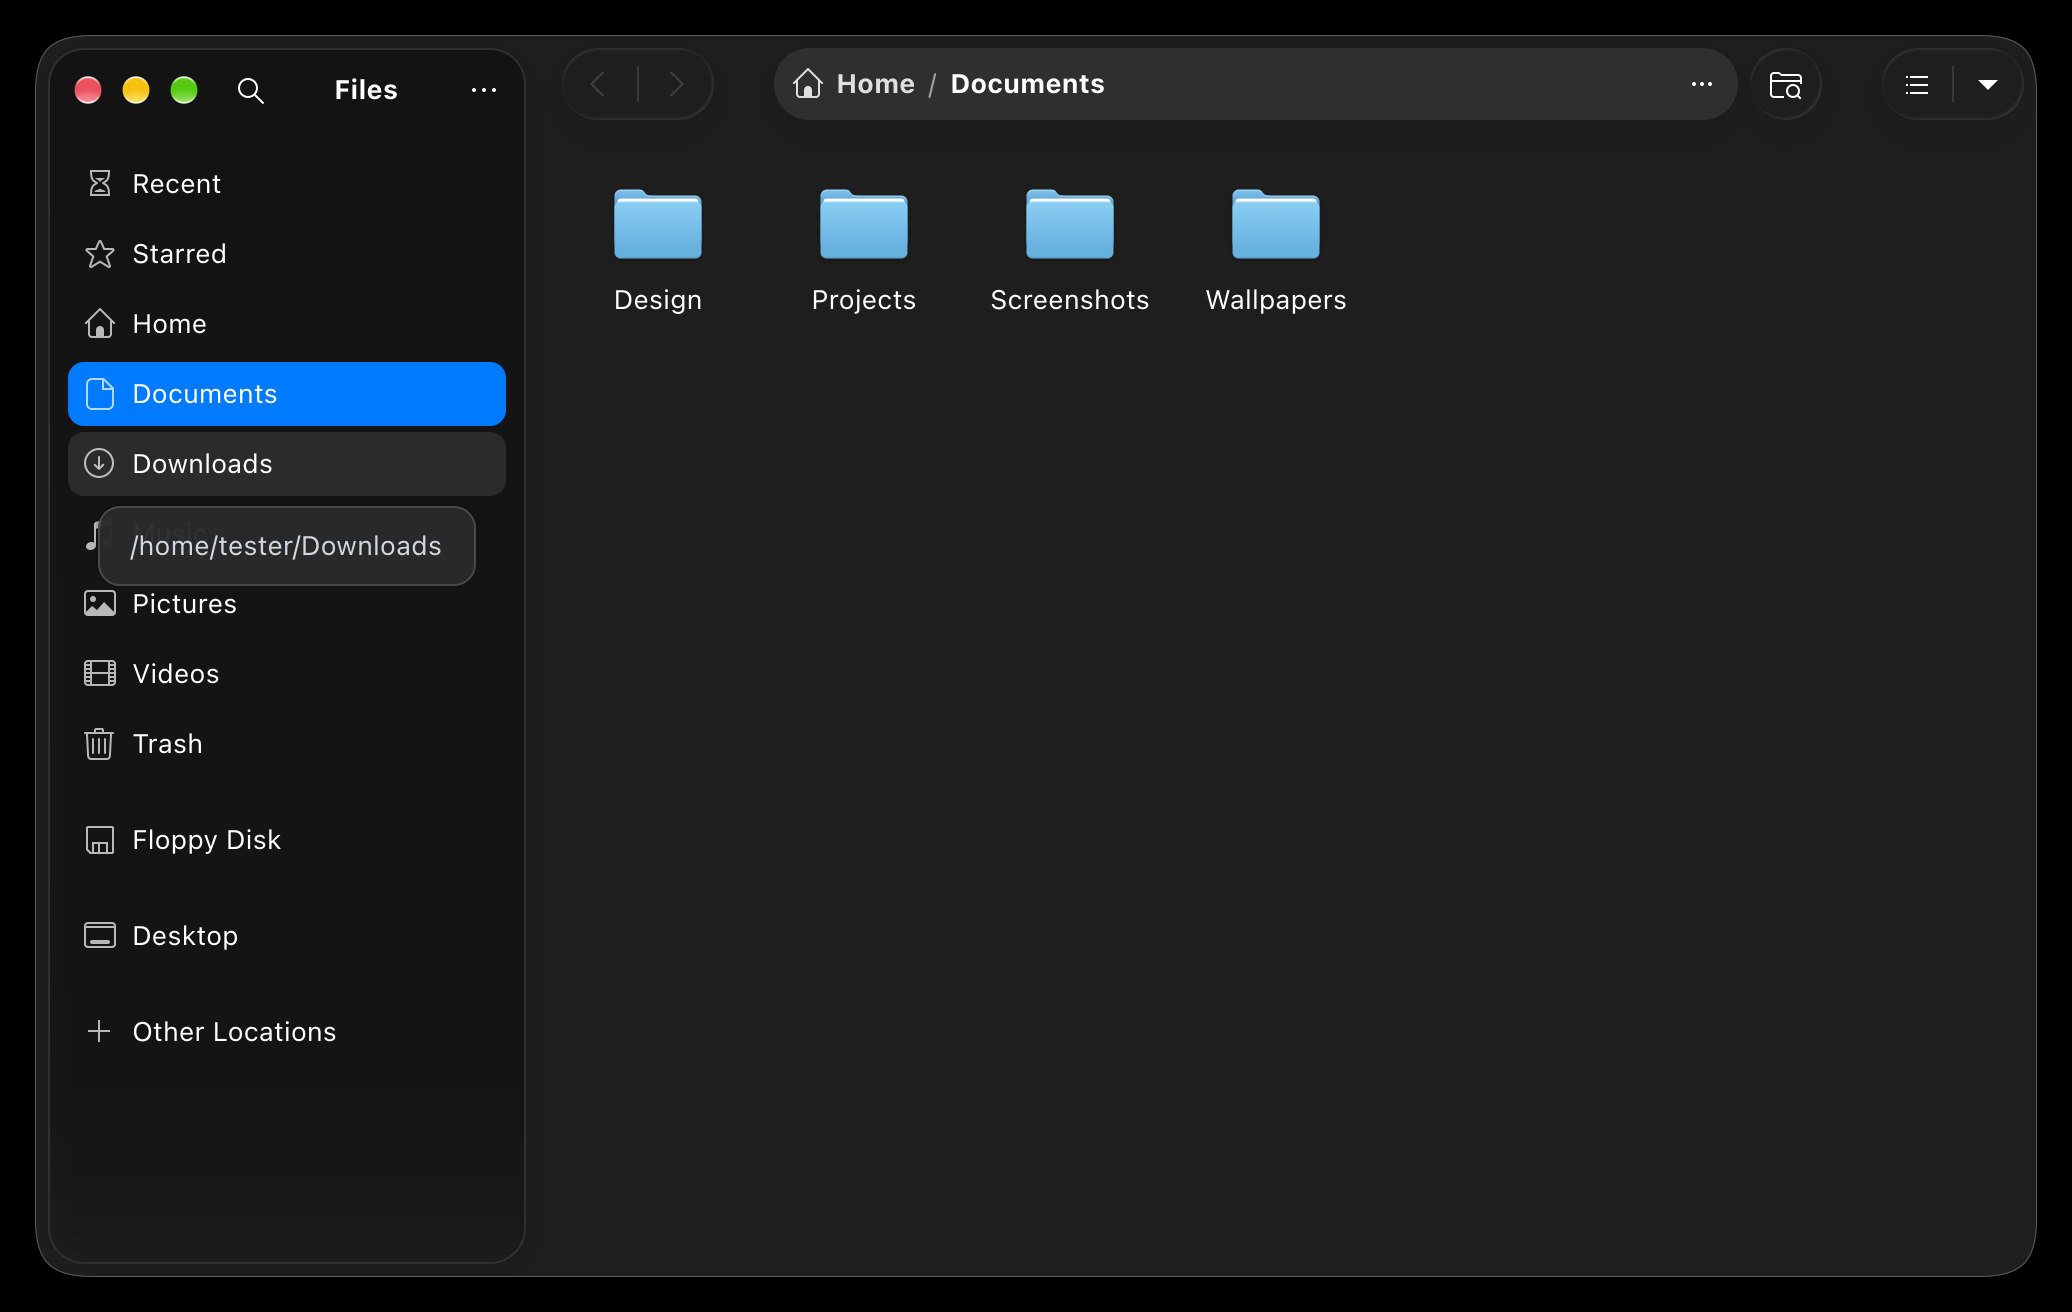 Files
Home / Documents
Recent
Starred
Home
Documents
Downloads
Music
/home/tester/Downloads
Pictures
Videos
Trash
Floppy Disk
Desktop
Other Locations
Design
Projects
Screenshots
Wallpapers